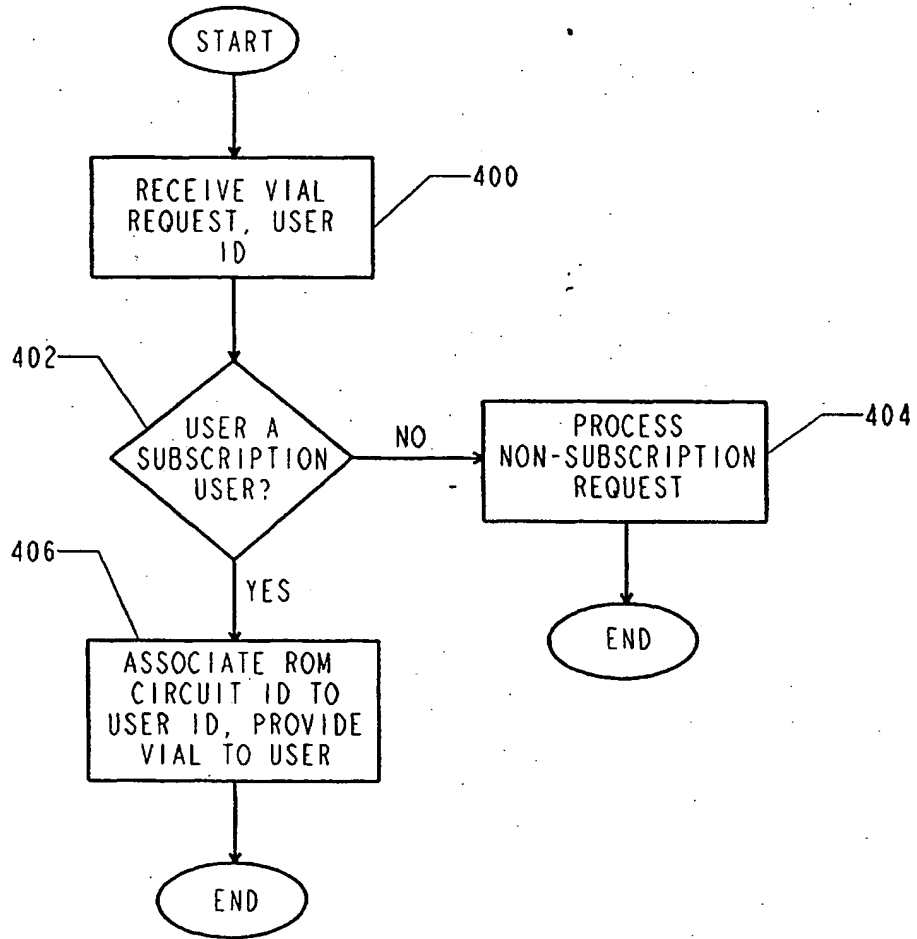 START
RECEIVE VIAL
REQUEST, USER
ID
400
402
USER A
SUBSCRIPTION
USER?
NO
PROCESS
NON-SUBSCRIPTION
REQUEST
404
406
YES
END
ASSOCIATE ROM
CIRCUIT ID TO
USER ID, PROVIDE
VIAL TO USER
END